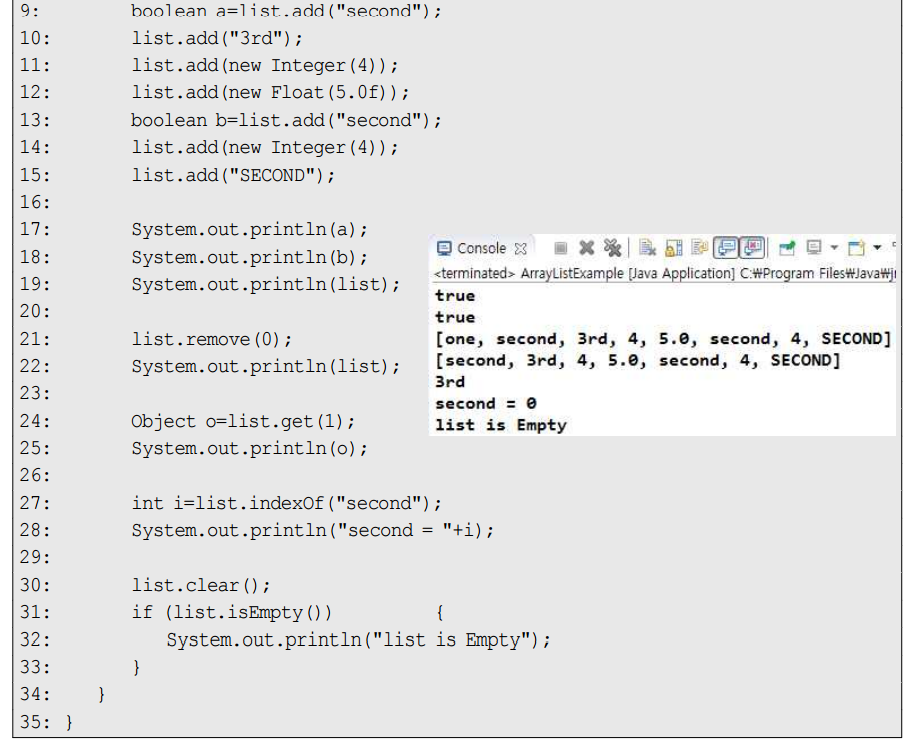 9: boolean a=list.add("second");
10: list.add("3rd");
11: list.add(new Integer(4));
12: list.add(new Float(5.0f));
13: boolean b=list.add("second");
14: list.add(new Integer(4));
15: list.add("SECOND");
16:
17: System.out.println(a);
18: System.out.println(b);
19: System.out.println(list);
20:
21: list.remove(0);
22: System.out.println(list);
23:
24: Object o=list.get(1);
25: System.out.println(o);
26:
27: int i=list.indexOf("second");
28: System.out.println("second = "+i);
29:
30: list.clear();
31: if (list.isEmpty()) {
32: System.out.println("list is Empty");
33: }
34: }
35: }
Console
<terminated> ArrayListExample [Java Application] C:₩Program Files₩Java₩jr
true
true
[one, second, 3rd, 4, 5.0, second, 4, SECOND]
[second, 3rd, 4, 5.0, second, 4, SECOND]
3rd
second = 0
list is Empty